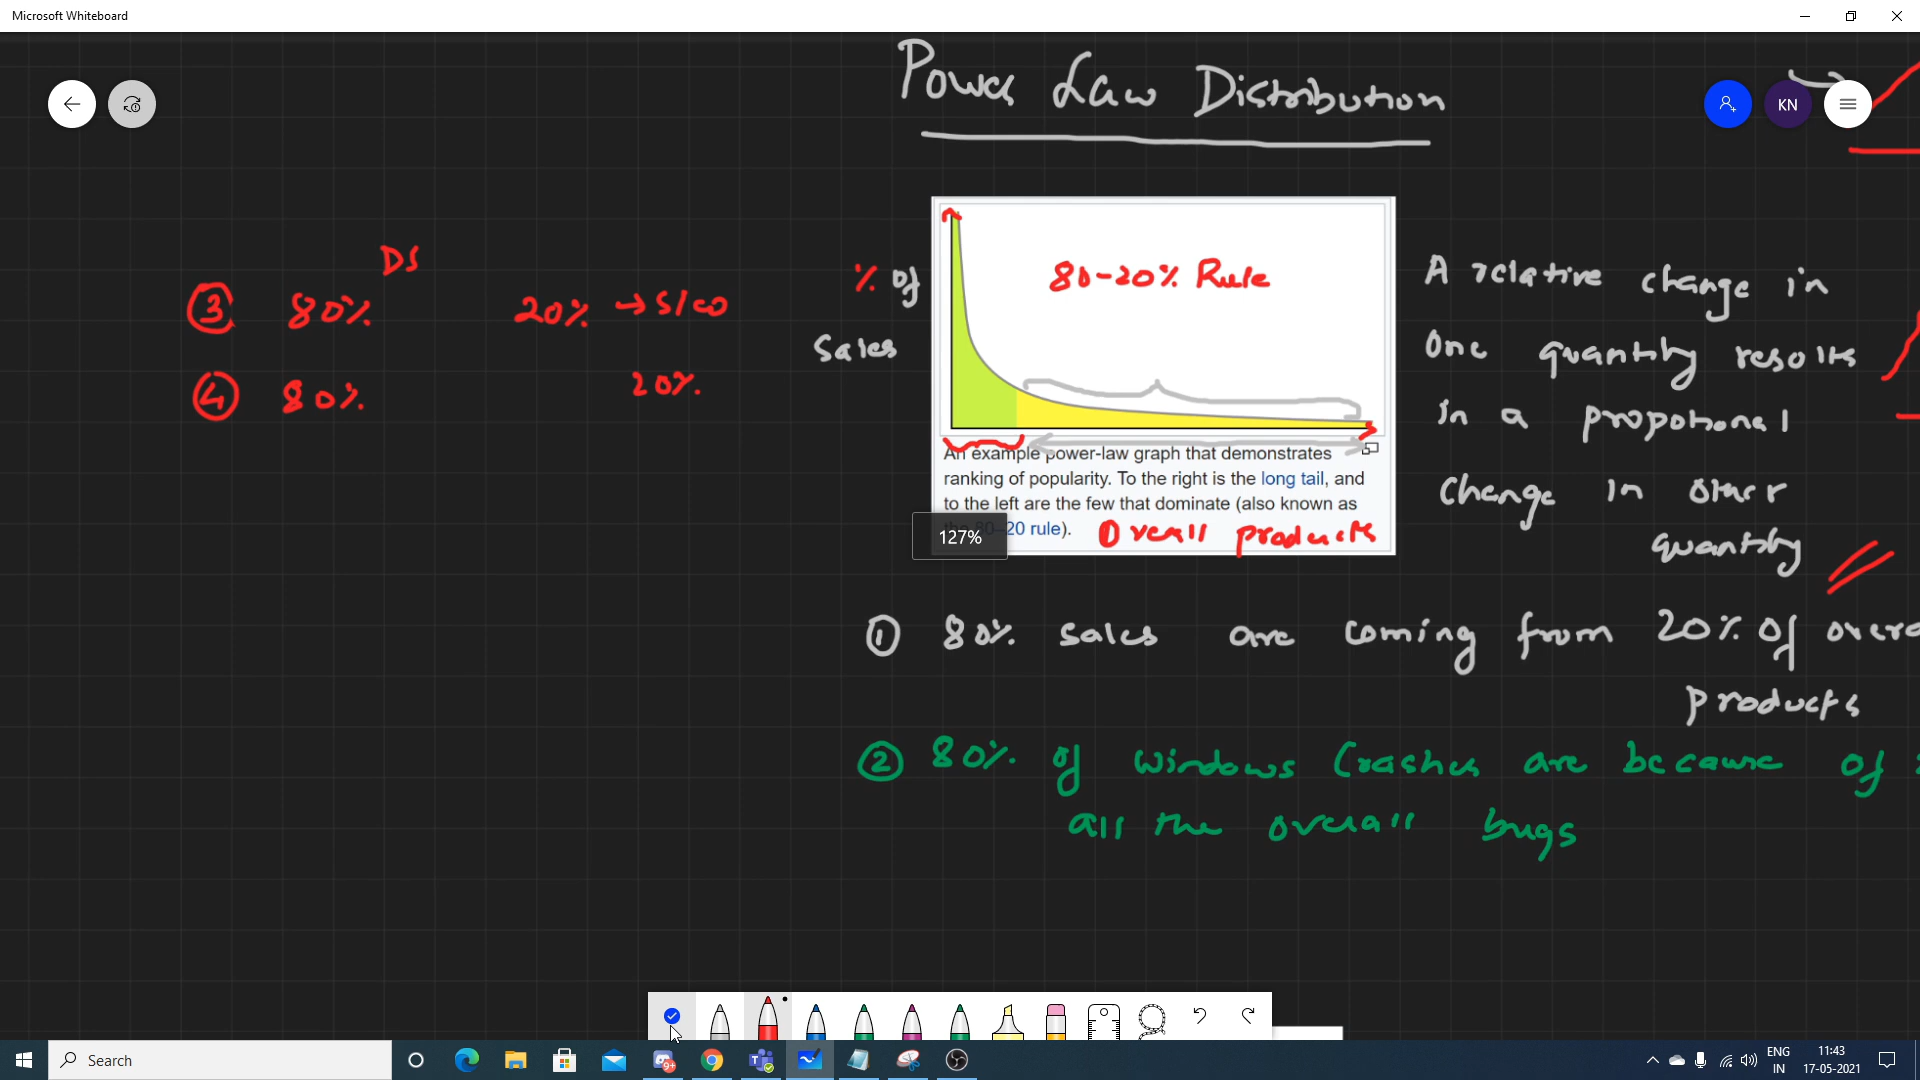 Microsoft Whiteboard
Power Law Distribution
KN
DS
③ 80% 20% →
④ 80% 20%
% of
Sales
80-20% Rule
An example power-law graph that demonstrates
ranking of popularity. To the right is the long tail, and
to the left are the few that dominate (also known as
the 80–20 rule).
Overall products
127%
A relative change in
One quantity results
in a propotional
change in other
quantity
① 80% sales are coming from 20% of
products
② 80% of windows Crashes are because of
all the overall bugs
Search
9+
ENG
IN
11:43
17-05-2021